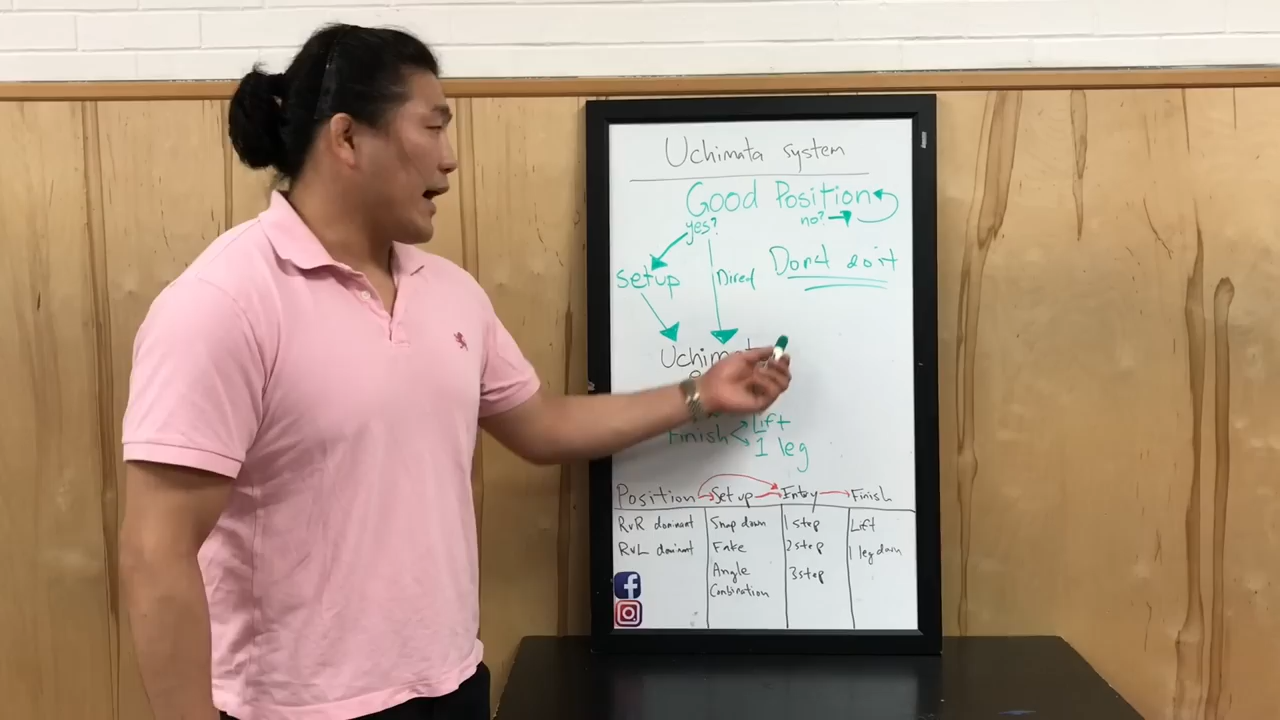 Uchimata system
Good Position
no?
yes?
Setup
Direct
Don't do it
Uchimata
Finish
Lift
1 leg
Position Set up Entry Finish
RvR dominant Snap down 1 step Lift
RvL dominant Fake 2 step 1 leg down
Angle 3 step
Combination